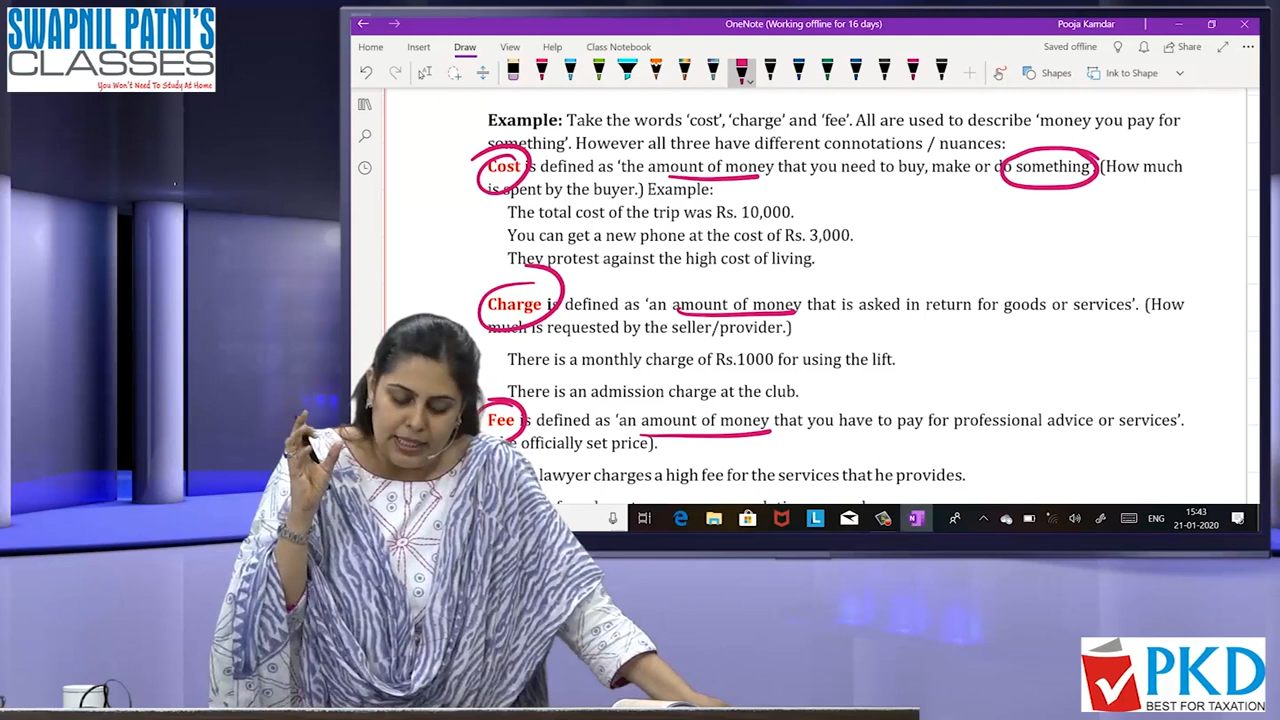 SWAPNIL PATNI'S
CLASSES
You Won't Need To Study At Home
OneNote (Working offline for 16 days)
Pooja Kamdar
Home Insert Draw View Help Class Notebook
Saved offline Share
Shapes Ink to Shape
Example: Take the words ‘cost’, ‘charge’ and ‘fee’. All are used to describe ‘money you pay for
something’. However all three have different connotations / nuances:
Cost is defined as ‘the amount of money that you need to buy, make or do something’. (How much
is spent by the buyer.) Example:
The total cost of the trip was Rs. 10,000.
You can get a new phone at the cost of Rs. 3,000.
They protest against the high cost of living.
Charge is defined as ‘an amount of money that is asked in return for goods or services’. (How
much is requested by the seller/provider.)
There is a monthly charge of Rs.1000 for using the lift.
There is an admission charge at the club.
Fee is defined as ‘an amount of money that you have to pay for professional advice or services’.
officially set price).
lawyer charges a high fee for the services that he provides.
ENG
15:43
21-01-2020
PKD
BEST FOR TAXATION